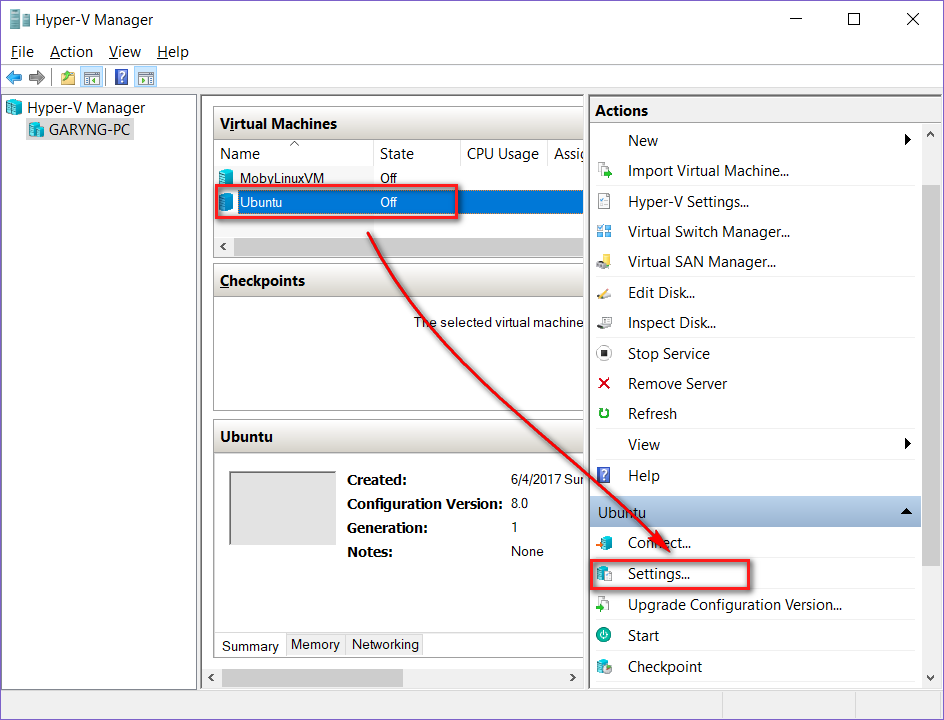 Hyper-V Manager
File Action View Help
Hyper-V Manager
GARYNG-PC
Virtual Machines
Name State CPU Usage Assig
MobyLinuxVM Off
Ubuntu Off
Checkpoints
The selected virtual machine
Ubuntu
Created: 6/4/2017 Sun
Configuration Version: 8.0
Generation: 1
Notes: None
Summary Memory Networking
Actions
New
Import Virtual Machine...
Hyper-V Settings...
Virtual Switch Manager...
Virtual SAN Manager...
Edit Disk...
Inspect Disk...
Stop Service
Remove Server
Refresh
View
Help
Ubuntu
Connect...
Settings...
Upgrade Configuration Version...
Start
Checkpoint